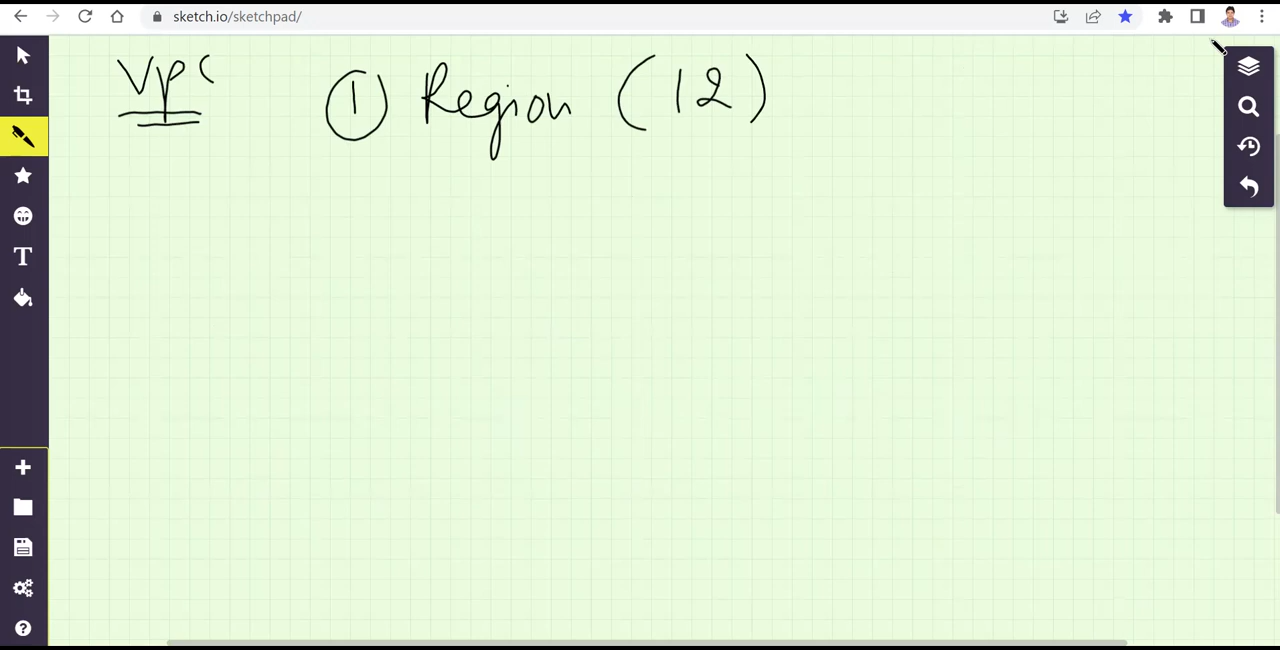 sketch.io/sketchpad/
VPC ① Region (12)
T
?